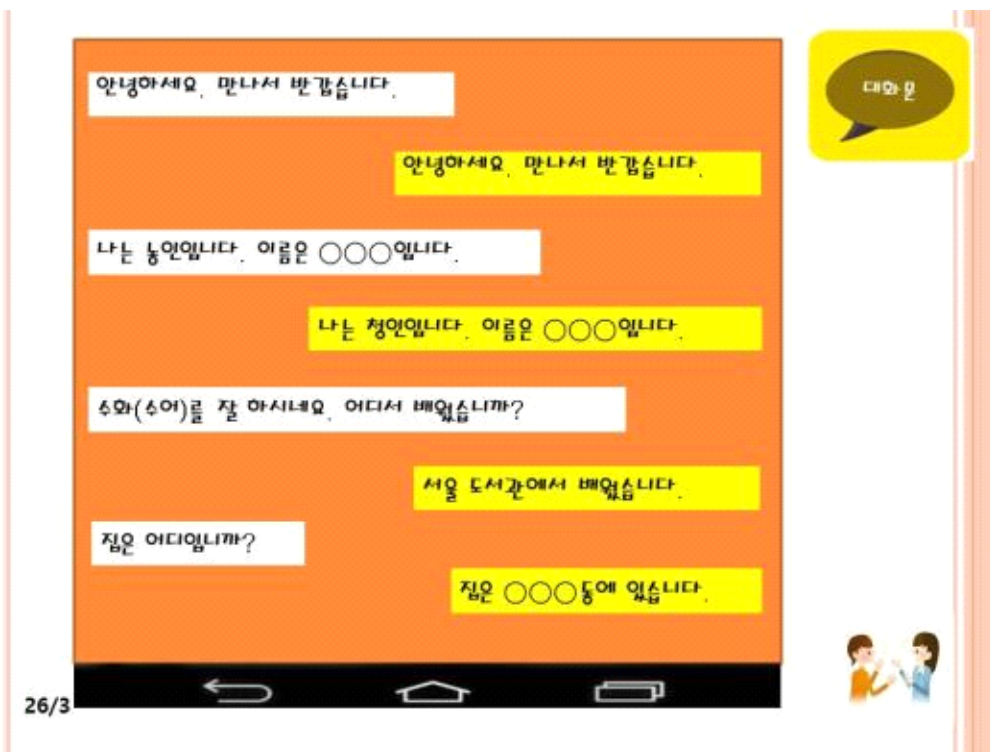 대화문
안녕하세요. 만나서 반갑습니다.
안녕하세요. 만나서 반갑습니다.
나는 농인입니다. 이름은 ○○○입니다.
나는 청인입니다. 이름은 ○○○입니다.
수화(수어)를 잘 하시네요. 어디서 배웠습니까?
서울 도서관에서 배웠습니다.
집은 어디입니까?
집은 ○○○동에 있습니다.
26/3